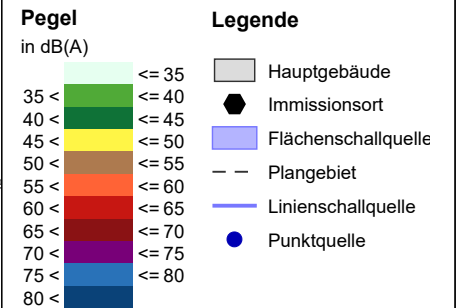 Pegel
in dB(A)
<= 35
35 < <= 40
40 < <= 45
45 < <= 50
50 < <= 55
55 < <= 60
60 < <= 65
65 < <= 70
70 < <= 75
75 < <= 80
80 <
Legende
Hauptgebäude
Immissionsort
Flächenschallquelle
Plangebiet
Linienschallquelle
Punktquelle